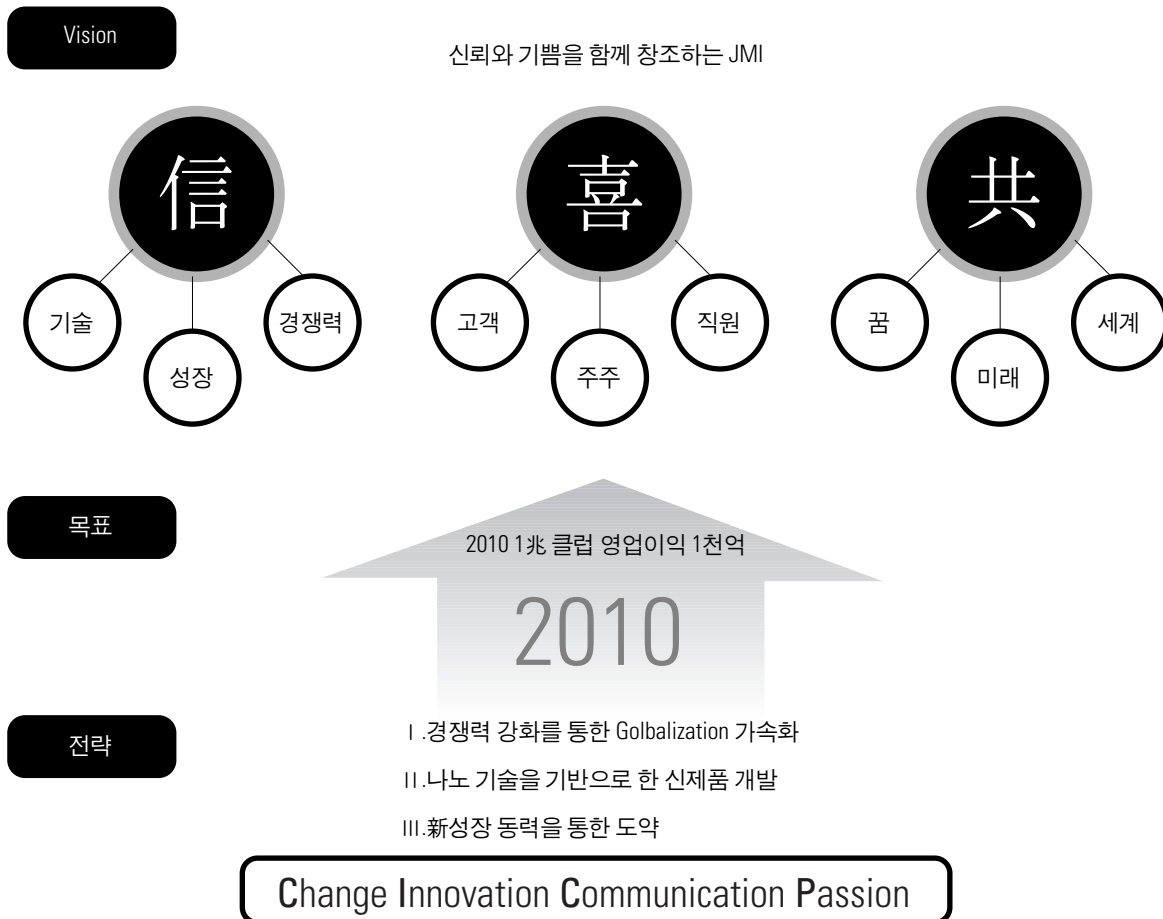 Vision
신뢰와 기쁨을 함께 창조하는 JMI
信
喜
共
기술
성장
경쟁력
고객
주주
직원
꿈
미래
세계
목표
2010 1兆 클럽 영업이익 1천억
2010
전략
Ⅰ.경쟁력 강화를 통한 Golbalization 가속화
Ⅱ.나노 기술을 기반으로 한 신제품 개발
Ⅲ.新성장 동력을 통한 도약
Change Innovation Communication Passion